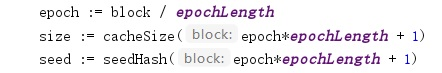 epoch := block / epochLength
size := cacheSize( block: epoch*epochLength + 1)
seed := seedHash( block: epoch*epochLength + 1)